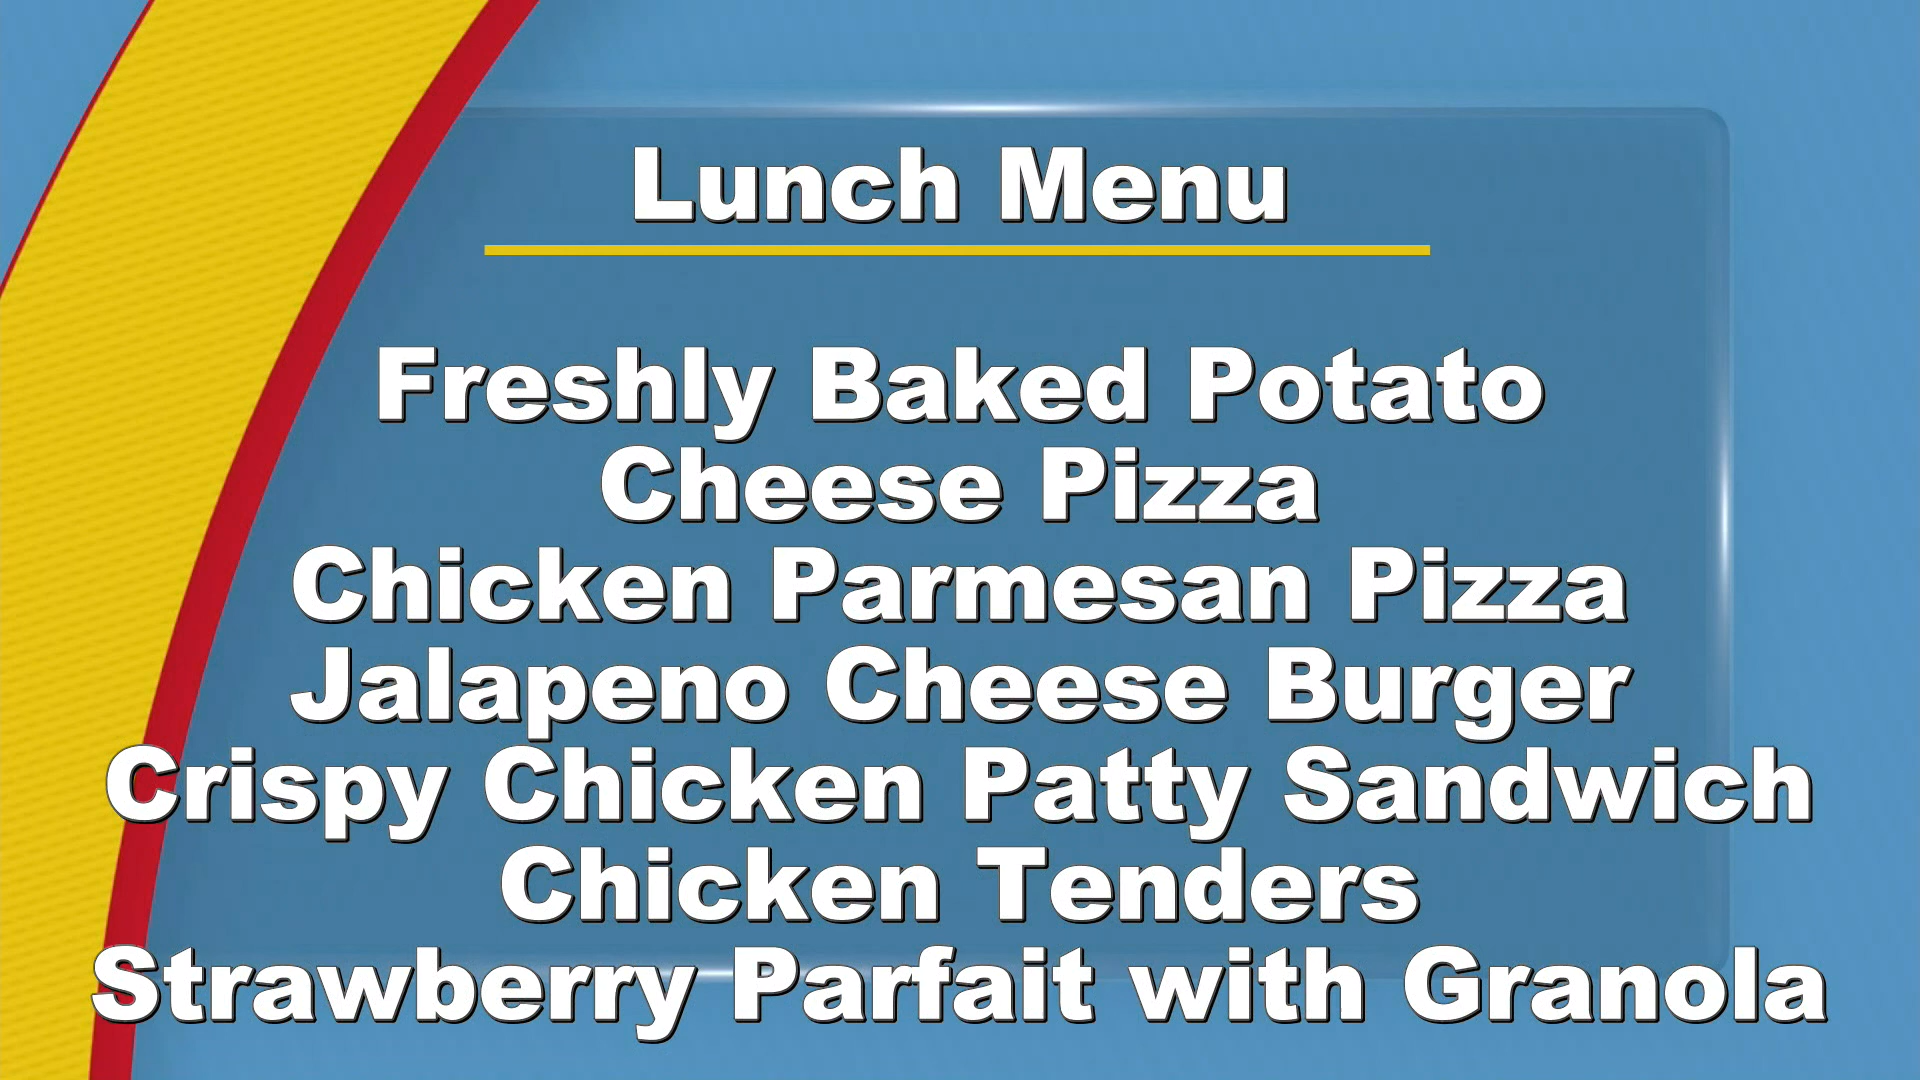 Lunch Menu
Freshly Baked Potato
Cheese Pizza
Chicken Parmesan Pizza
Jalapeno Cheese Burger
Crispy Chicken Patty Sandwich
Chicken Tenders
Strawberry Parfait with Granola